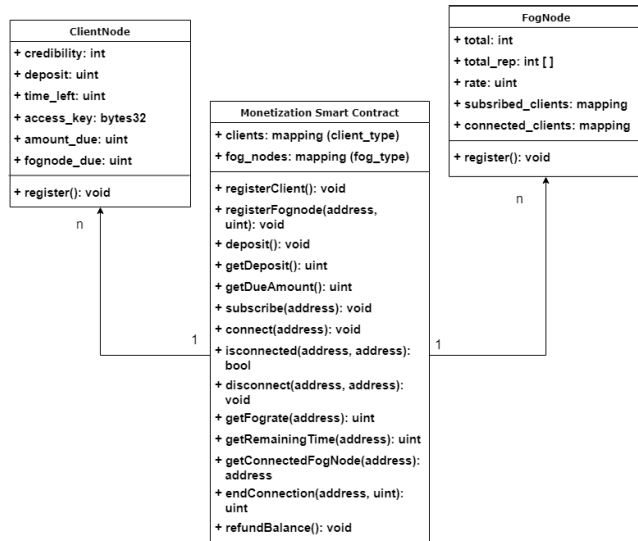 ClientNode
+ credibility: int
+ deposit: uint
+ time_left: uint
+ access_key: bytes32
+ amount_due: uint
+ fognode_due: uint
+ register(): void
n
1
Monetization Smart Contract
+ clients: mapping (client_type)
+ fog_nodes: mapping (fog_type)
+ registerClient(): void
+ registerFognode(address,
uint): void
+ deposit(): void
+ getDeposit(): uint
+ getDueAmount(): uint
+ subscribe(address): void
+ connect(address): void
+ isconnected(address, address):
bool
+ disconnect(address, address):
void
+ getFograte(address): uint
+ getRemainingTime(address): uint
+ getConnectedFogNode(address):
address
+ endConnection(address, uint):
uint
+ refundBalance(): void
FogNode
+ total: int
+ total_rep: int [ ]
+ rate: uint
+ subsribed_clients: mapping
+ connected_clients: mapping
+ register(): void
n
1